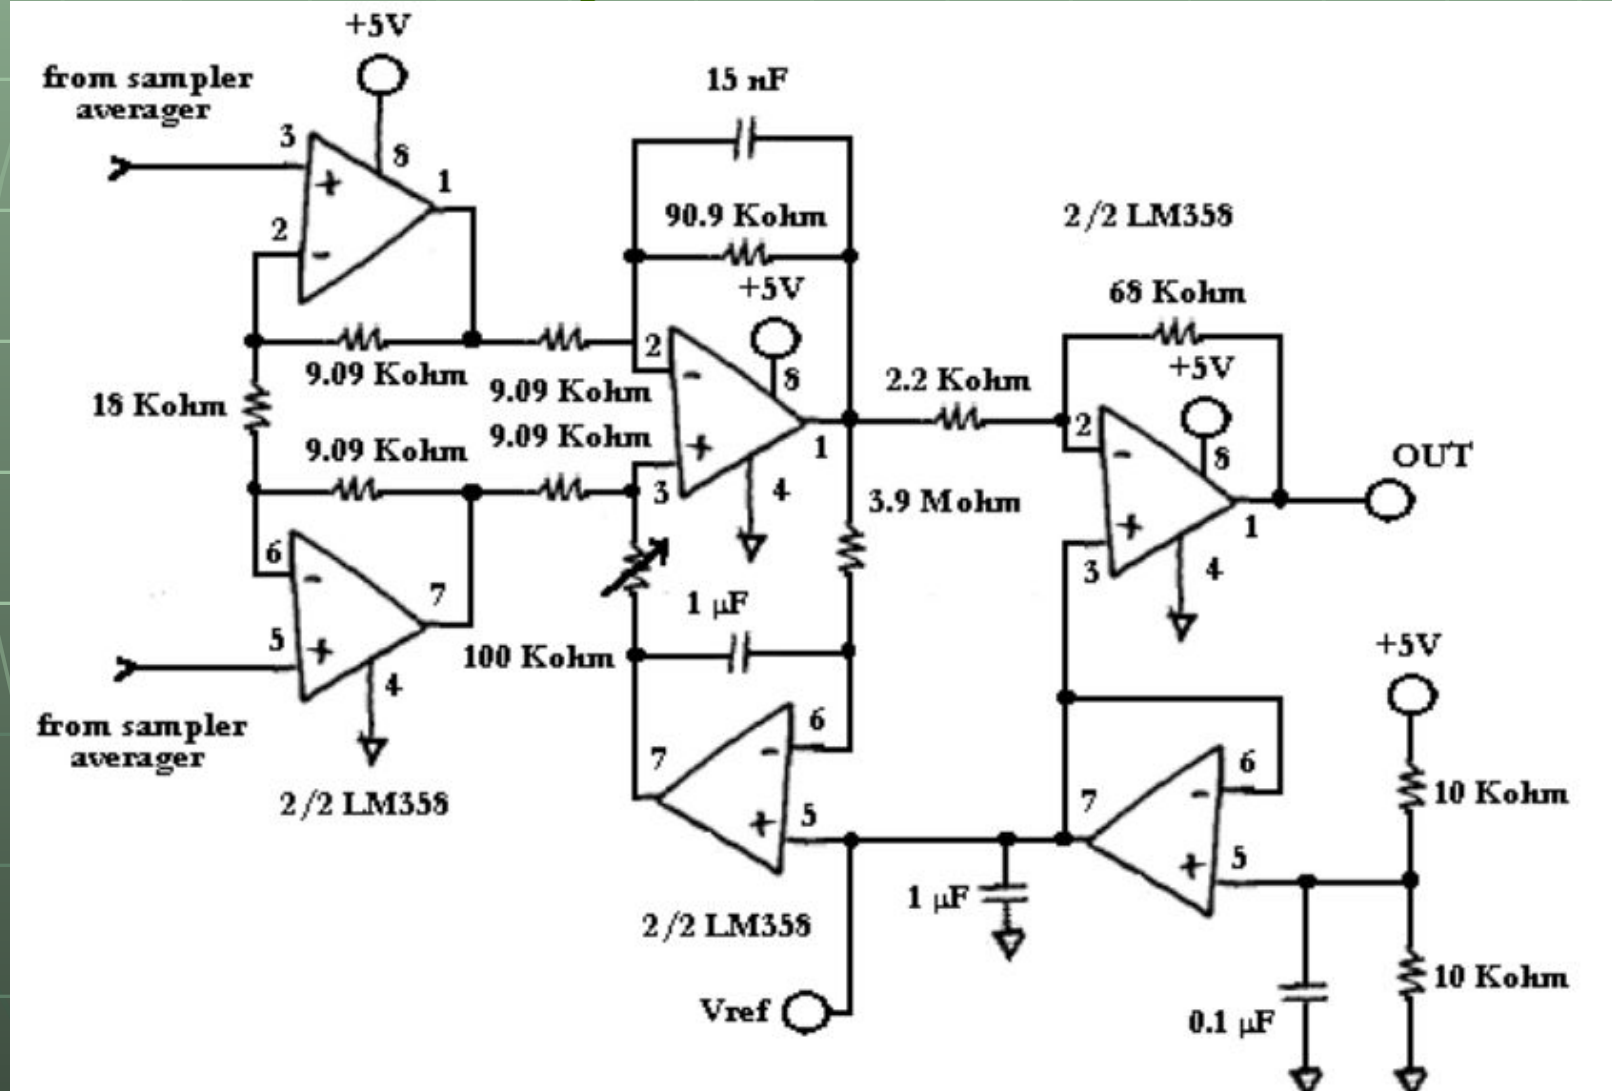 +5V
from sampler
averager
3
8
1
+
2
-
15 nF
90.9 Kohm
+5V
2/2 LM358
68 Kohm
+5V
9.09 Kohm
9.09 Kohm
2
-
8
2.2 Kohm
18 Kohm
9.09 Kohm
9.09 Kohm
+
3
1
4
2
-
8
OUT
3.9 Mohm
+
3
1
4
6
-
7
5
+
4
1 µF
100 Kohm
from sampler
averager
2/2 LM358
+5V
6
-
7
+
5
2/2 LM358
Vref
1 µF
6
-
7
+
5
10 Kohm
10 Kohm
0.1 µF